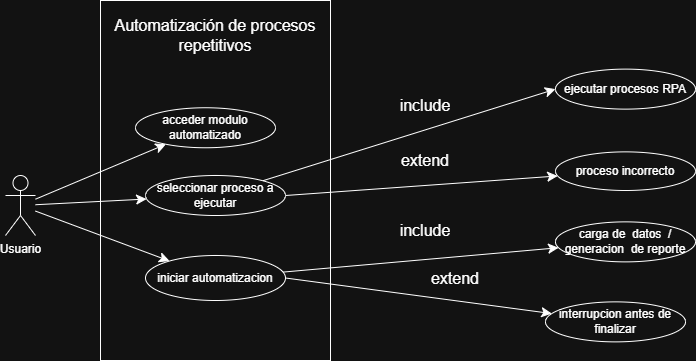 Automatización de procesos
repetitivos
ejecutar procesos RPA
include
acceder modulo
automatizado
extend
proceso incorrecto
seleccionar proceso a
ejecutar
Usuario
include
carga de datos /
generacion de reporte
iniciar automatizacion
extend
interrupcion antes de
finalizar